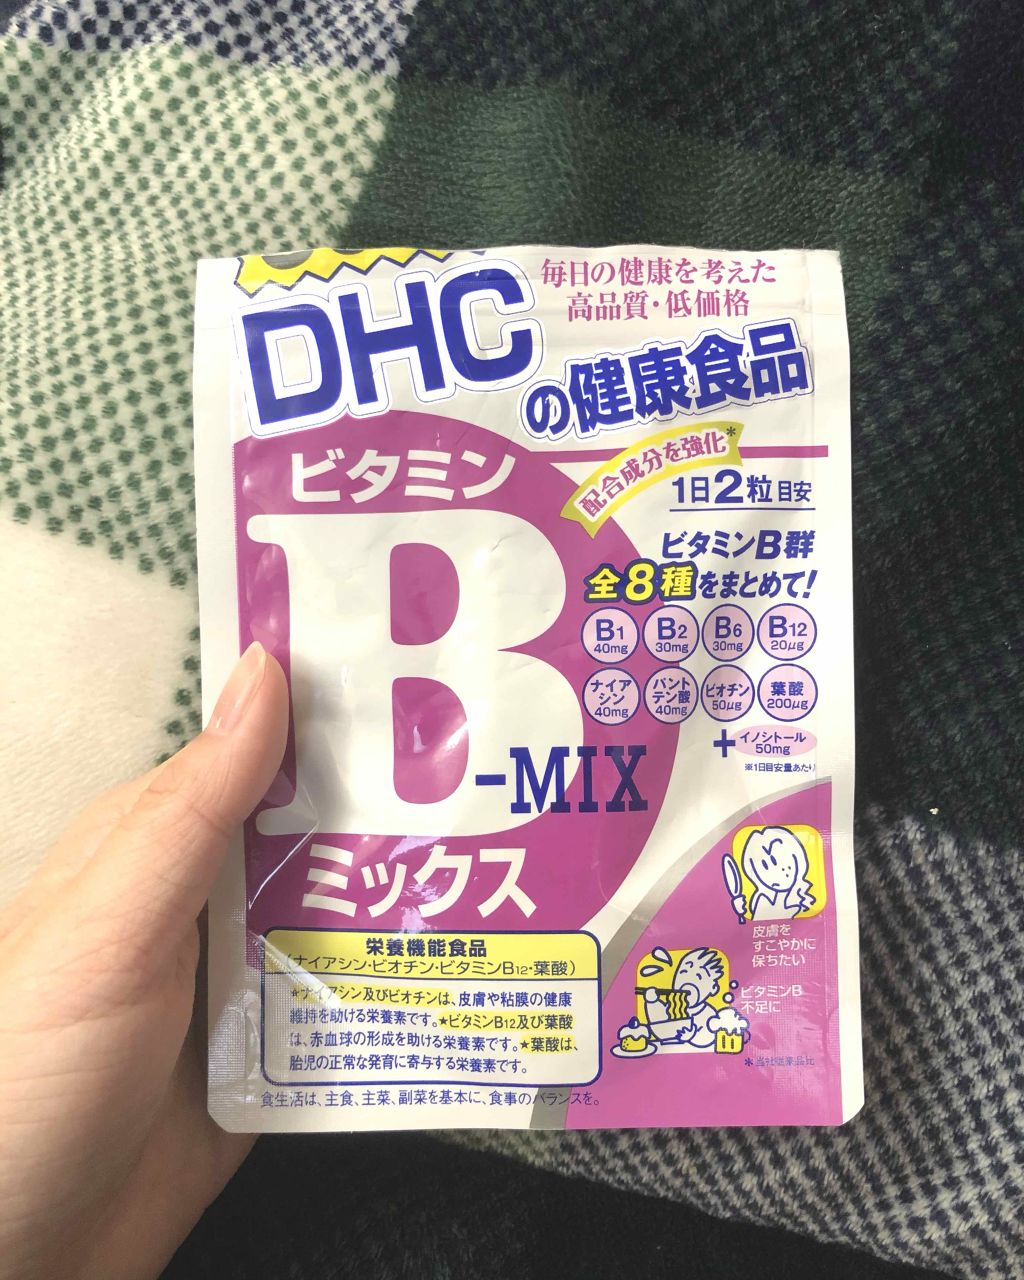 DHC
の健康食品
毎日の健康を考えた
高品質・低価格
配合成分を強化*
1日2粒目安
ビタミン
B
-MIX
ミックス
ビタミンB群
全8種をまとめて!
B1
40mg
B2
30mg
B6
30mg
B12
20μg
ナイア
シン
40mg
パント
テン酸
40mg
ビオチン
50μg
葉酸
200μg
+イノシトール
50mg
※1日目安量あたり
皮膚を
すこやかに
保ちたい
ビタミンB
不足に
*当社従来品比
栄養機能食品
(ナイアシン・ビオチン・ビタミンB12・葉酸)
★ナイアシン及びビオチンは、皮膚や粘膜の健康
維持を助ける栄養素です。★ビタミンB12及び葉酸
は、赤血球の形成を助ける栄養素です。★葉酸は、
胎児の正常な発育に寄与する栄養素です。
食生活は、主食、主菜、副菜を基本に、食事のバランスを。